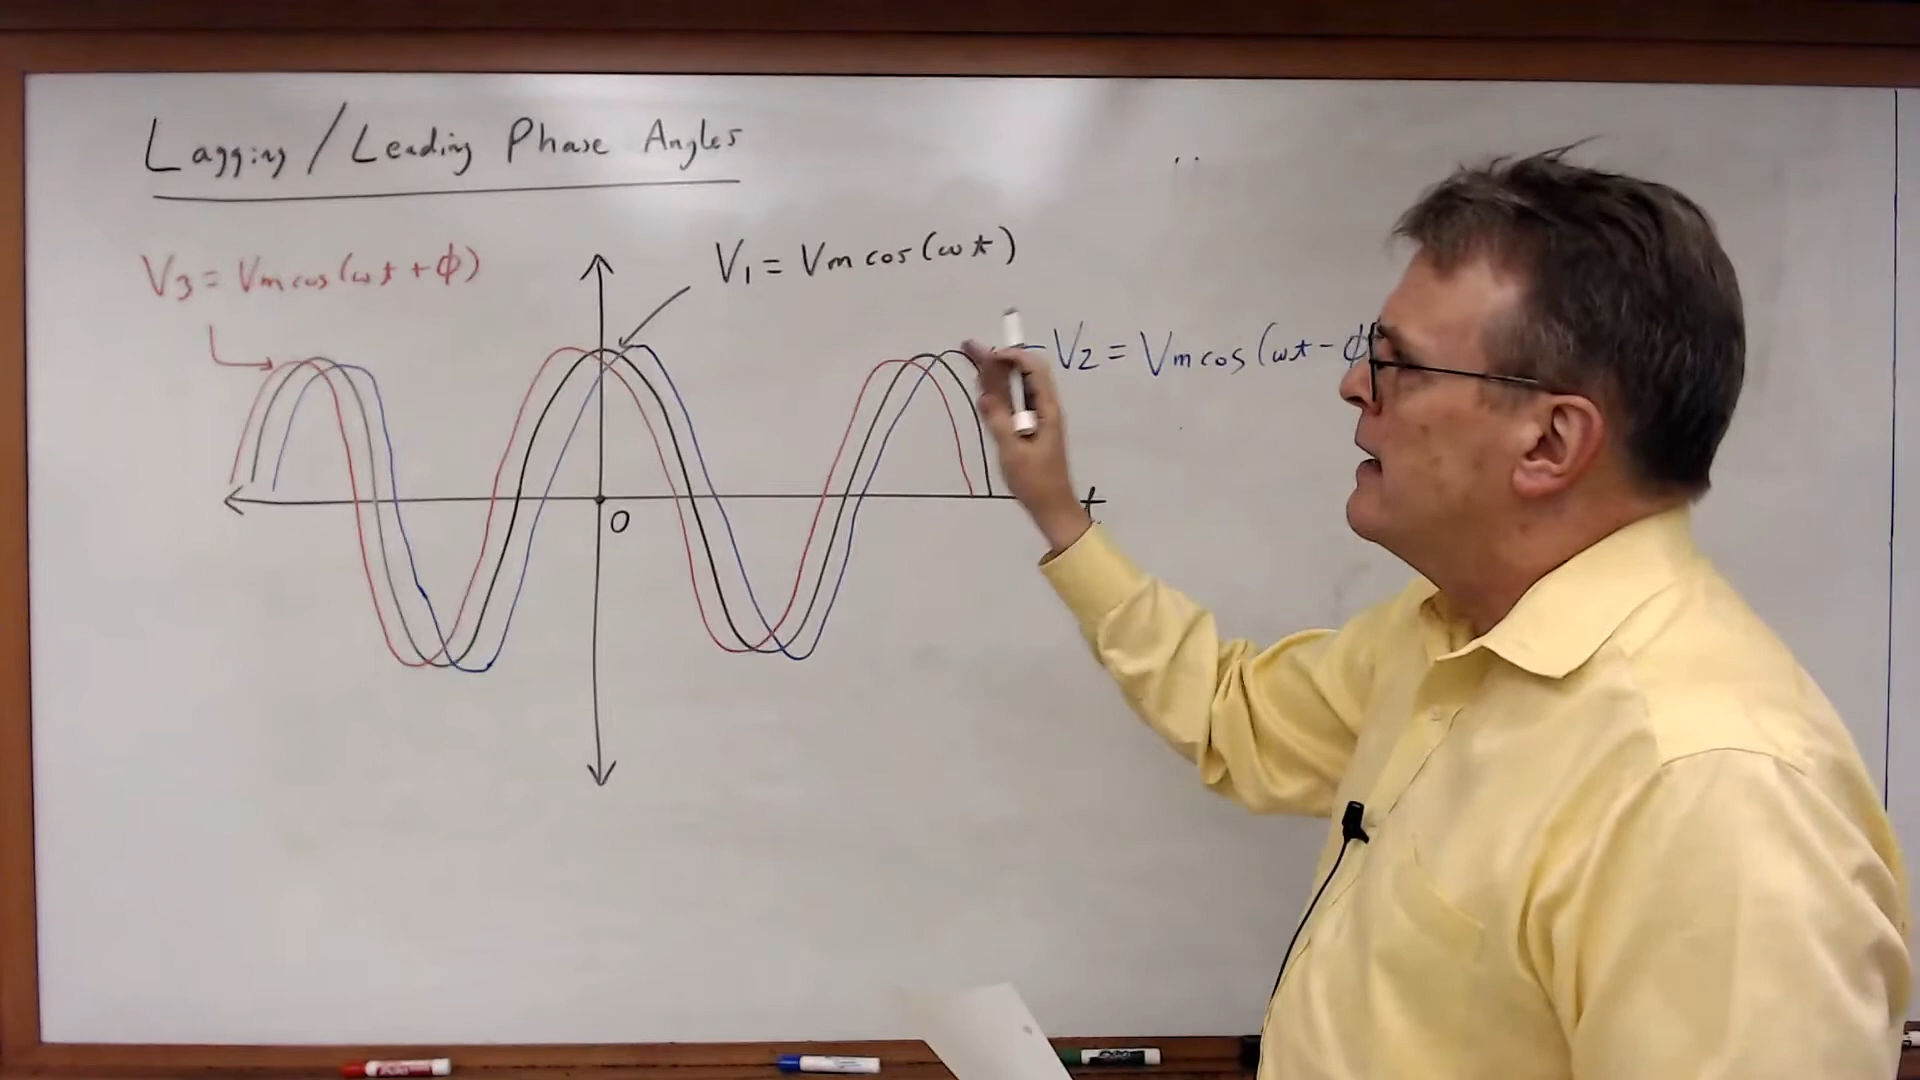 Lagging/Leading Phase Angles
V3 = Vm cos(ωt + ϕ)
V1 = Vm cos(ωt)
V2 = Vm cos(ωt - ϕ
0
t